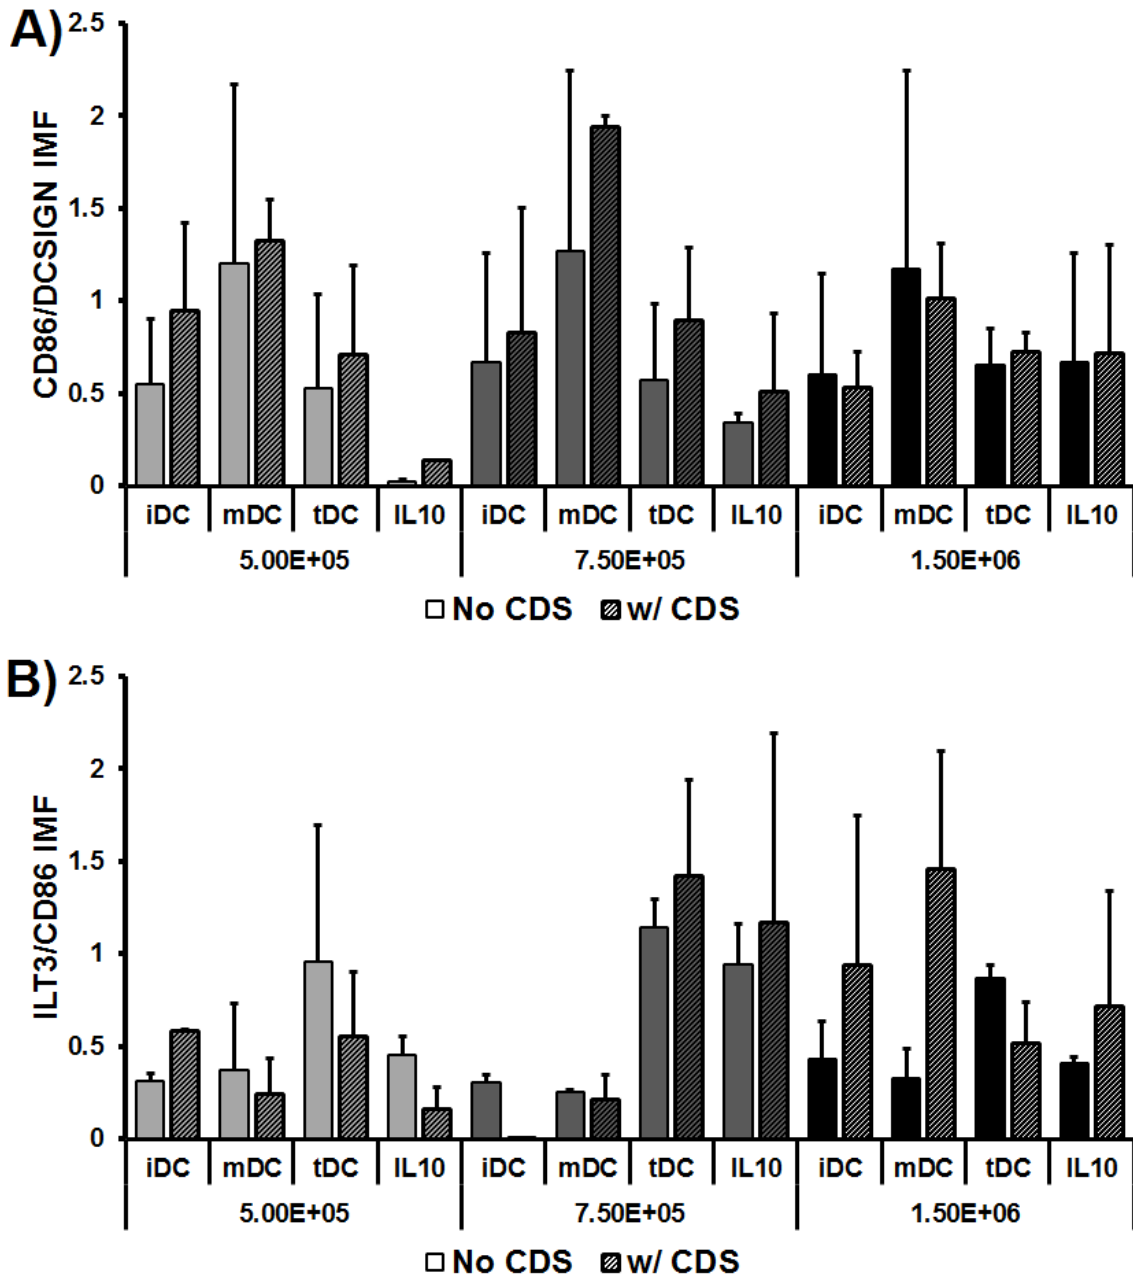 A)
CD86/DCSIGN IMF
2.5
2
1.5
1
0.5
0
iDC mDC tDC IL10 iDC mDC tDC IL10 iDC mDC tDC IL10
5.00E+05 7.50E+05 1.50E+06
No CDS w/ CDS
B)
ILT3/CD86 IMF
2.5
2
1.5
1
0.5
0
iDC mDC tDC IL10 iDC mDC tDC IL10 iDC mDC tDC IL10
5.00E+05 7.50E+05 1.50E+06
No CDS w/ CDS